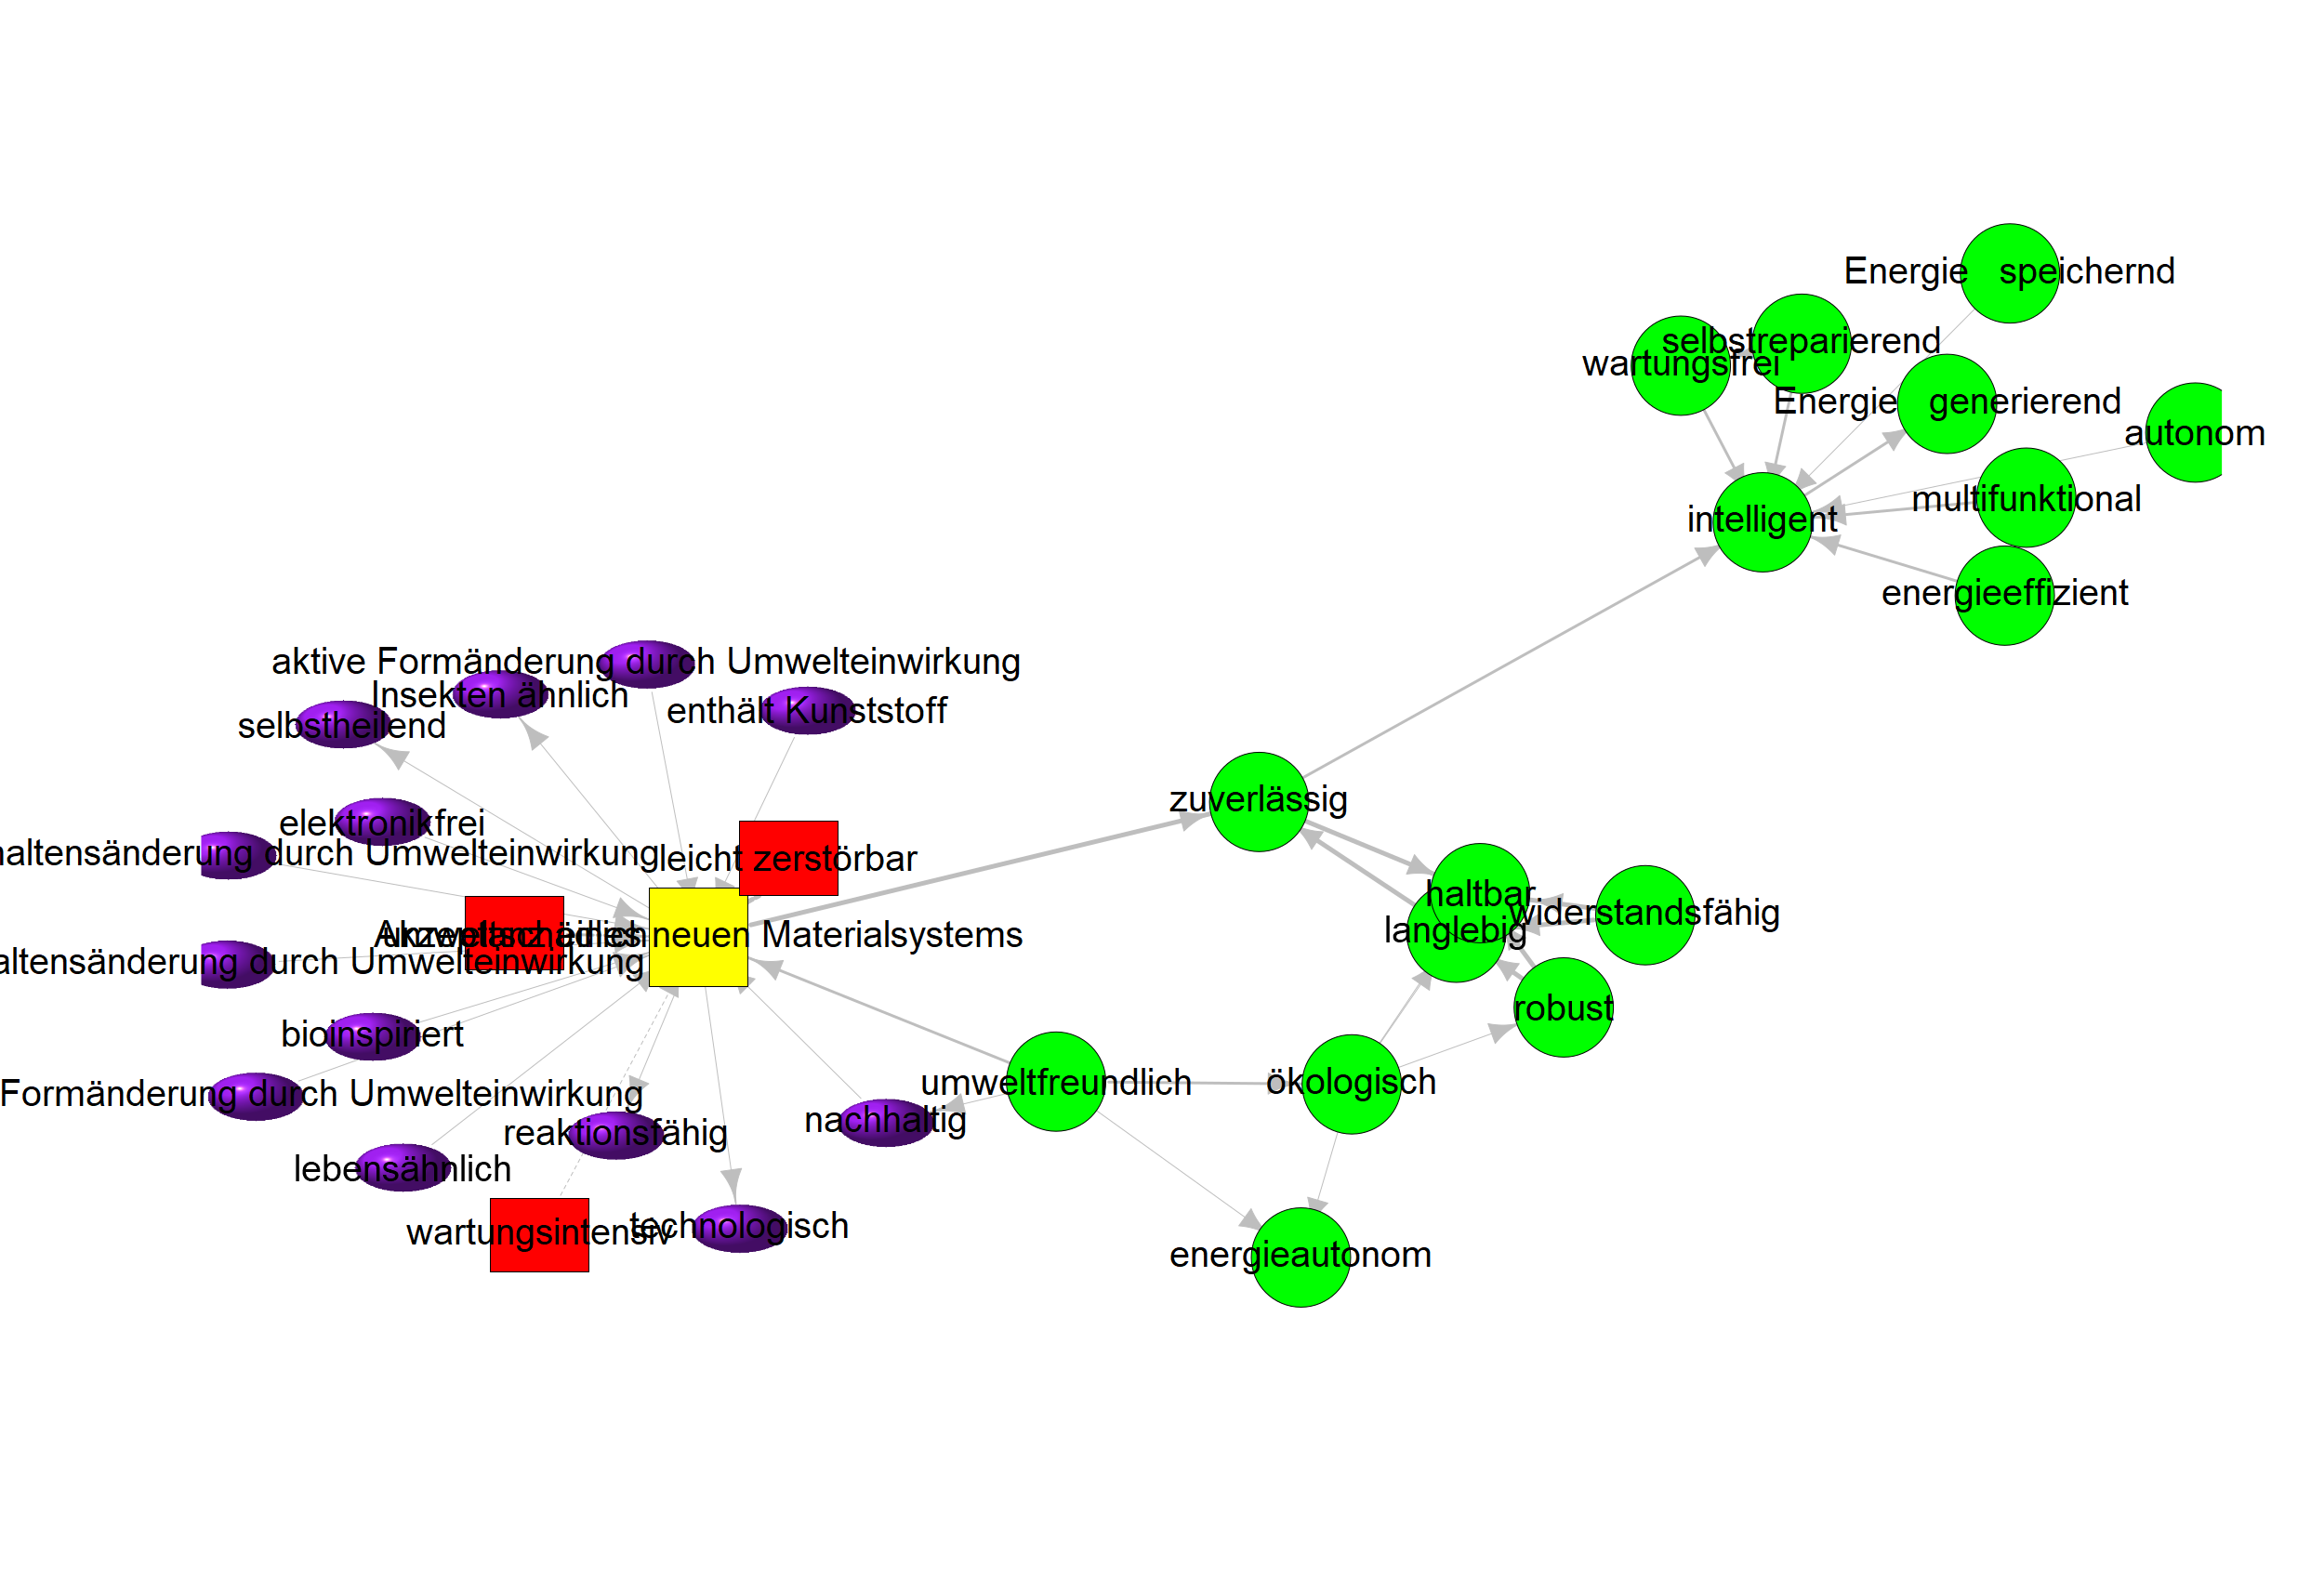 Energie speichernd
selbstreparierend
wartungsfrei
Energie generierend
autonom
multifunktional
intelligent
energieeffizient
aktive Formänderung durch Umwelteinwirkung
Insekten ähnlich
enthält Kunststoff
selbstheilend
zuverlässig
elektronikfrei
haltensänderung durch Umwelteinwirkung
leicht zerstörbar
haltbar
widerstandsfähig
langlebig
neuen Materialsystems
altensänderung durch Umwelteinwirkung
robust
bioinspiriert
umweltfreundlich
ökologisch
Formänderung durch Umwelteinwirkung
nachhaltig
reaktionsfähig
lebensähnlich
technologisch
wartungsintensiv
energieautonom